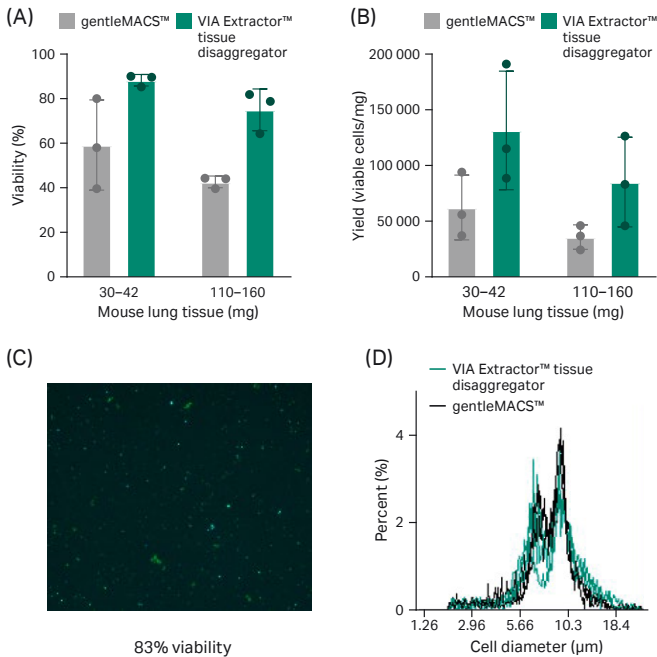 (A)
gentleMACS™
VIA Extractor™
tissue
disaggregator
Viability (%)
100
80
60
40
20
0
30–42
110–160
Mouse lung tissue (mg)
(B)
gentleMACS™
VIA Extractor™
tissue
disaggregator
Yield (viable cells/mg)
200 000
150 000
100 000
50 000
0
30–42
110–160
Mouse lung tissue (mg)
(C)
83% viability
(D)
VIA Extractor™ tissue
disaggregator
gentleMACS™
Percent (%)
4
2
0
1.26
2.96
5.66
10.3
18.4
Cell diameter (µm)